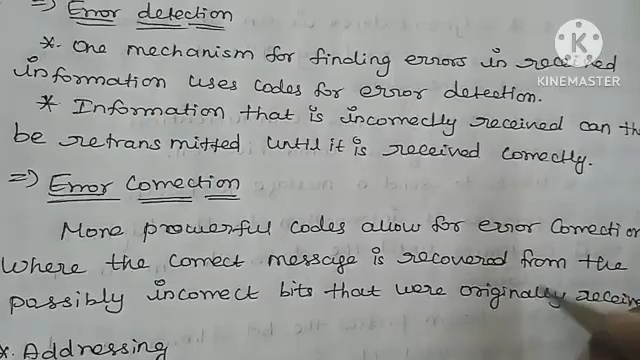 => Error detection
*. One mechanism for finding errors in received
information uses codes for error detection.
* Information that is incorrectly received can
be retransmitted until it is received correctly.
=> Error Correction
More powerful codes allow for error correction
Where the correct message is recovered from the
possibly incorrect bits that were originally
*. Addressing
KINEMASTER